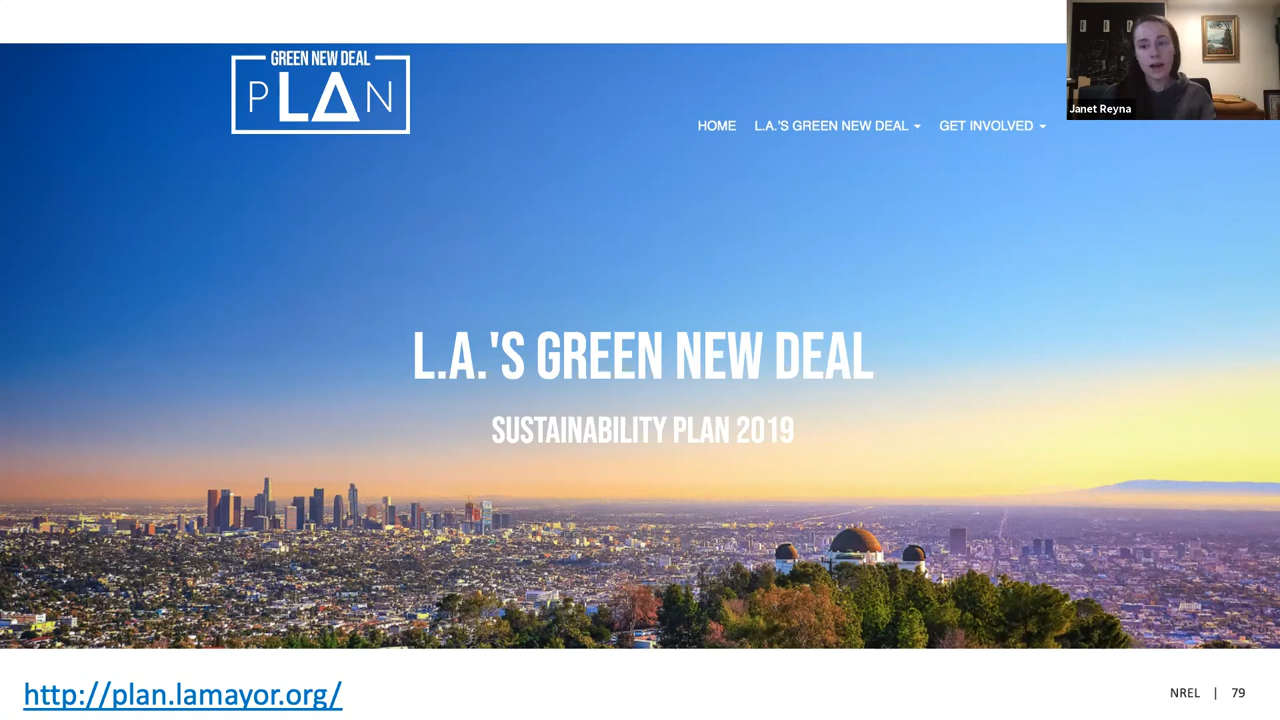 GREEN NEW DEAL
PLAN
Janet Reyna
HOME L.A.'S GREEN NEW DEAL GET INVOLVED
L.A.'S GREEN NEW DEAL
SUSTAINABILITY PLAN 2019
http://plan.lamayor.org/
NREL | 79